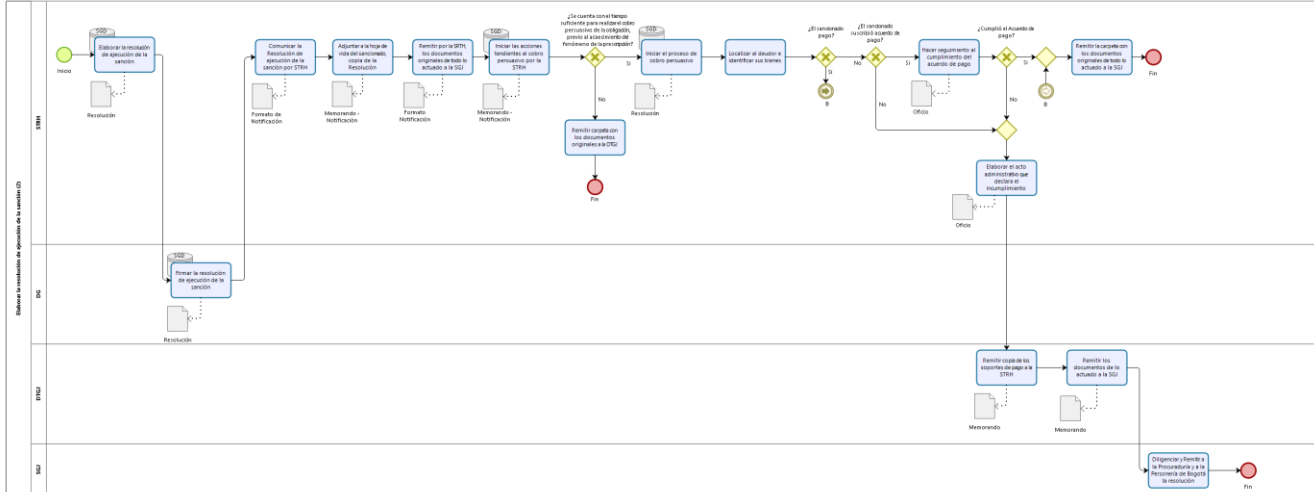 Elaborar la resolución de ejecución de la sanción (2)
STRH
Inicio
SGD
Elaborar la resolución
de ejecución de la
sanción
Resolución
Comunicar la
Resolución de
ejecución de la
sanción por STRH
Formato de
Notificación
Adjuntar a la hoja de
vida del sancionado,
copia de la
Resolución
Memorando -
Notificación
Remitir por la SRTH,
los documentos
originales de todo lo
actuado a la SGJ
Formato
Notificación
SGD
Iniciar las acciones
tendientes al cobro
persuasivo por la
STRH
Memorando -
Notificación
¿Se cuenta con el tiempo
suficiente para realizar el cobro
persuasivo de la obligación,
previo al acaecimiento del
fenómeno de la prescripción?
Si
No
Remitir carpeta con
los documentos
originales a la DTGJ
Fin
SGD
Iniciar el proceso de
cobro persuasivo
Resolución
Localizar al deudor e
identificar sus bienes
¿El sancionado
pago?
Si
B
No
¿El sancionado
suscribió acuerdo de
pago?
Si
No
Hacer seguimiento al
cumplimiento del
acuerdo de pago
Oficio
¿Cumplió el Acuerdo de
pago?
Si
No
B
Remitir la carpeta con
los documentos
originales de todo lo
actuado a la SGJ
Fin
Elaborar el acto
administrativo que
declara el
incumplimiento
Oficio
DG
SGD
Firmar la resolución
de ejecución de la
sanción
Resolución
DTGJ
Remitir copia de los
soportes de pago a la
STRH
Memorando
Remitir los
documentos de lo
actuado a la SGJ
Memorando
SGJ
Diligenciar y Remitir a
la Procuraduría y a la
Personería de Bogotá
la resolución
Fin